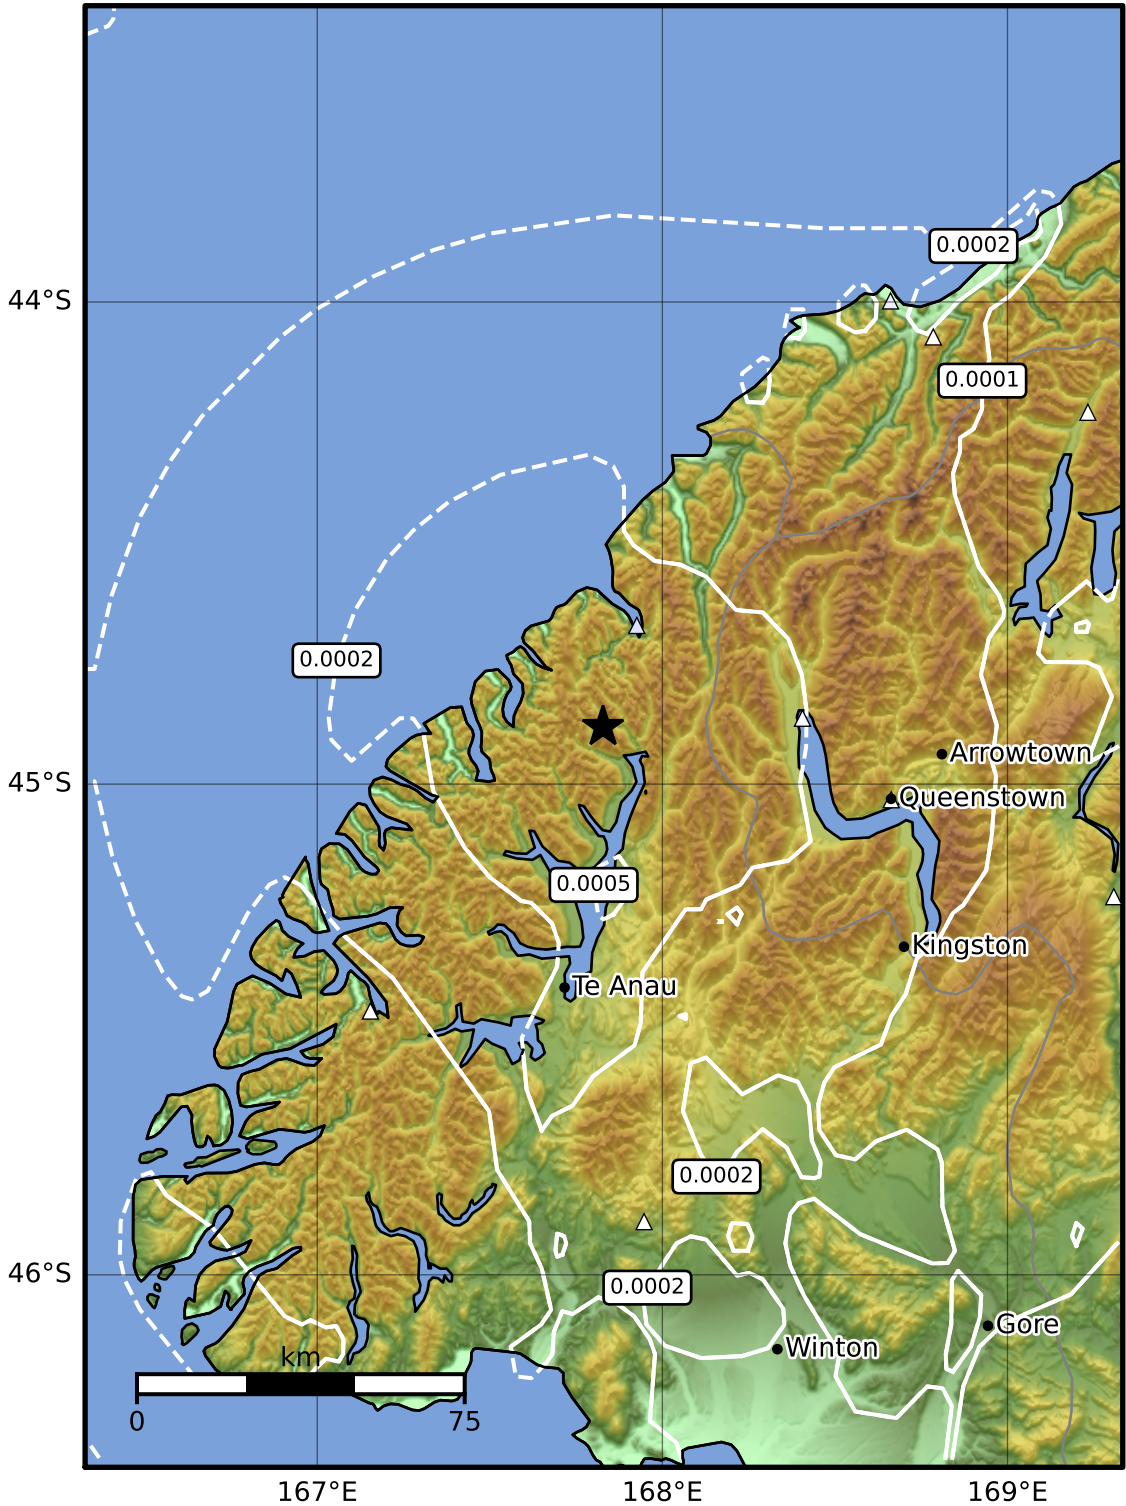 0.0002
44°S
0.0001
0.0002
Arrowtown
45°S
Queenstown
0.0005
Kingston
Te Anau
0.0002
46°S
0.0002
Gore
Winton
km
0
75
167°E
168°E
169°E